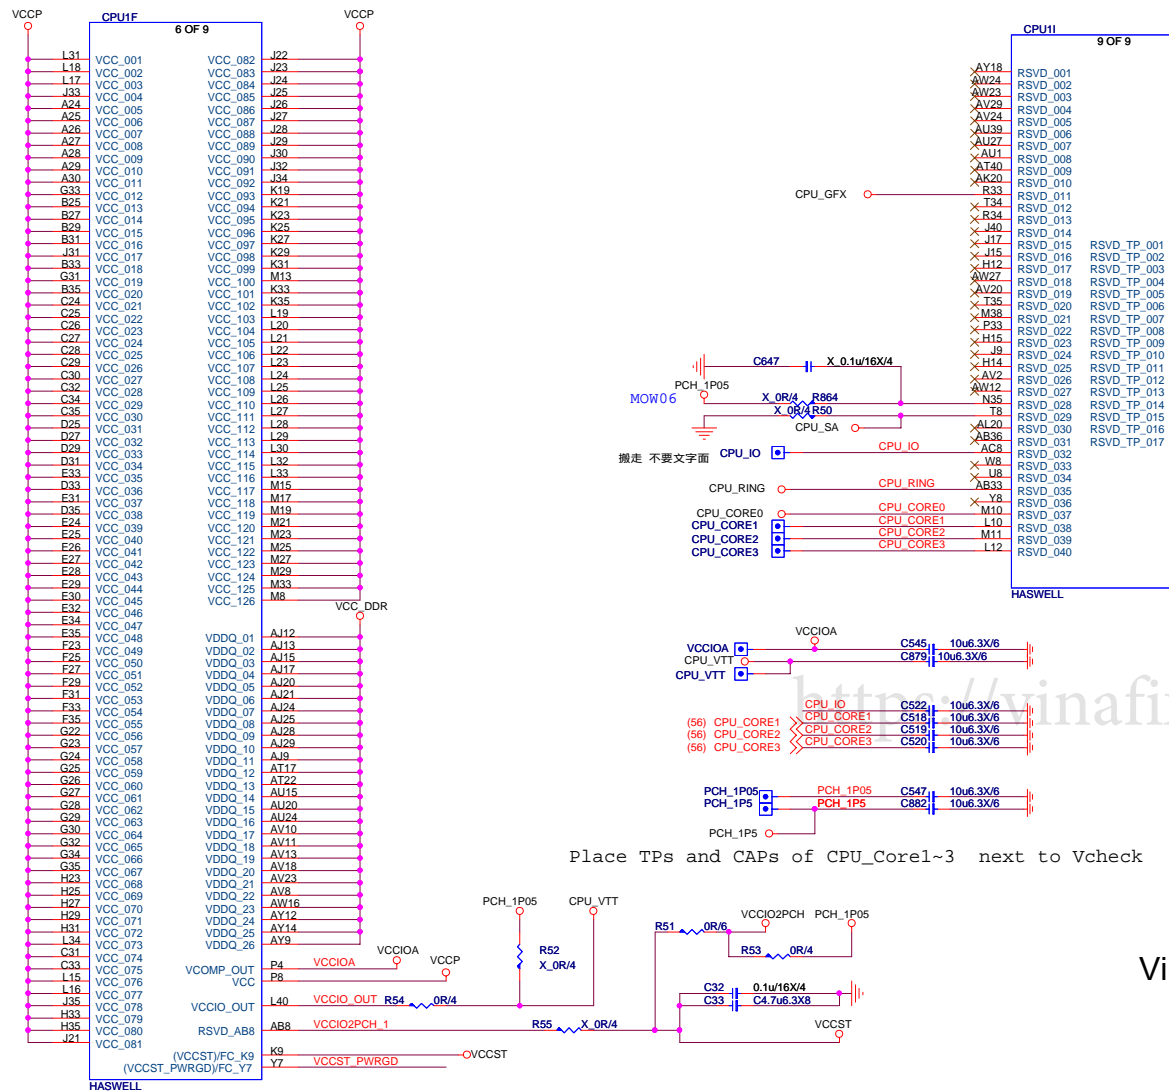 VCCP CPU1F VCCP
6 OF 9
L31 VCC_001 VCC_082 J22
L18 VCC_002 VCC_083 J23
L17 VCC_003 VCC_084 J24
J33 VCC_004 VCC_085 J25
A24 VCC_005 VCC_086 J26
A25 VCC_006 VCC_087 J27
A26 VCC_007 VCC_088 J28
A27 VCC_008 VCC_089 J29
A28 VCC_009 VCC_090 J30
A29 VCC_010 VCC_091 J32
A30 VCC_011 VCC_092 J34
G33 VCC_012 VCC_093 K19
B25 VCC_013 VCC_094 K21
B27 VCC_014 VCC_095 K23
B29 VCC_015 VCC_096 K25
B31 VCC_016 VCC_097 K27
J31 VCC_017 VCC_098 K29
B33 VCC_018 VCC_099 K31
G31 VCC_019 VCC_100 M13
B35 VCC_020 VCC_101 K33
C24 VCC_021 VCC_102 K35
C25 VCC_022 VCC_103 L19
C26 VCC_023 VCC_104 L20
C27 VCC_024 VCC_105 L21
C28 VCC_025 VCC_106 L22
C29 VCC_026 VCC_107 L23
C30 VCC_027 VCC_108 L24
C32 VCC_028 VCC_109 L25
C34 VCC_029 VCC_110 L26
C35 VCC_030 VCC_111 L27
D25 VCC_031 VCC_112 L28
D27 VCC_032 VCC_113 L29
D29 VCC_033 VCC_114 L30
D31 VCC_034 VCC_115 L32
E33 VCC_035 VCC_116 L33
D33 VCC_036 VCC_117 M15
E31 VCC_037 VCC_118 M17
D35 VCC_038 VCC_119 M19
E24 VCC_039 VCC_120 M21
E25 VCC_040 VCC_121 M23
E26 VCC_041 VCC_122 M25
E27 VCC_042 VCC_123 M27
E28 VCC_043 VCC_124 M29
E29 VCC_044 VCC_125 M33
E30 VCC_045 VCC_126 M8
E32 VCC_046 VCC_DDR
E34 VCC_047
E35 VCC_048 VDDQ_01 AJ12
F23 VCC_049 VDDQ_02 AJ13
F25 VCC_050 VDDQ_03 AJ15
F27 VCC_051 VDDQ_04 AJ17
F29 VCC_052 VDDQ_05 AJ20
F31 VCC_053 VDDQ_06 AJ21
F33 VCC_054 VDDQ_07 AJ24
F35 VCC_055 VDDQ_08 AJ25
G22 VCC_056 VDDQ_09 AJ28
G23 VCC_057 VDDQ_10 AJ29
G24 VCC_058 VDDQ_11 AJ9
G25 VCC_059 VDDQ_12 AT17
G26 VCC_060 VDDQ_13 AT22
G27 VCC_061 VDDQ_14 AU15
G28 VCC_062 VDDQ_15 AU20
G29 VCC_063 VDDQ_16 AU24
G30 VCC_064 VDDQ_17 AV10
G32 VCC_065 VDDQ_18 AV11
G34 VCC_066 VDDQ_19 AV13
G35 VCC_067 VDDQ_20 AV18
H23 VCC_068 VDDQ_21 AV23
H25 VCC_069 VDDQ_22 AV8
H27 VCC_070 VDDQ_23 AW16
H29 VCC_071 VDDQ_24 AY12
H31 VCC_072 VDDQ_25 AY14
L34 VCC_073 VDDQ_26 AY9
C31 VCC_074
C33 VCC_075 VCOMP_OUT P4 VCCIOA VCCIOA
L15 VCC_076 VCC P8 VCCP
L16 VCC_077
J35 VCC_078 VCCIO_OUT L40 VCCIO_OUT R54 0R/4
H33 VCC_079
H35 VCC_080 RSVD_AB8 AB8 VCCIO2PCH_1 R55 X_0R/4
J21 VCC_081
(VCCST)/FC_K9 K9 VCCST
(VCCST_PWRGD)/FC_Y7 Y7 VCCST_PWRGD
HASWELL
PCH_1P05 CPU_VTT
R52
X_0R/4
R51 0R/6 VCCIO2PCH PCH_1P05
R53 0R/4
C32 0.1u/16X/4
C33 C4.7u6.3X8
VCCST
CPU1I
9 OF 9
AY18 RSVD_001
AW24 RSVD_002
AW23 RSVD_003
AV29 RSVD_004
AV24 RSVD_005
AU39 RSVD_006
AU27 RSVD_007
AU1 RSVD_008
AT40 RSVD_009
AK20 RSVD_010
CPU_GFX R33 RSVD_011
T34 RSVD_012
R34 RSVD_013
J40 RSVD_014
J17 RSVD_015 RSVD_TP_001
J15 RSVD_016 RSVD_TP_002
H12 RSVD_017 RSVD_TP_003
AW27 RSVD_018 RSVD_TP_004
AV20 RSVD_019 RSVD_TP_005
T35 RSVD_020 RSVD_TP_006
M38 RSVD_021 RSVD_TP_007
P33 RSVD_022 RSVD_TP_008
H15 RSVD_023 RSVD_TP_009
J9 RSVD_024 RSVD_TP_010
H14 RSVD_025 RSVD_TP_011
AV2 RSVD_026 RSVD_TP_012
AW12 RSVD_027 RSVD_TP_013
N35 RSVD_028 RSVD_TP_014
T8 RSVD_029 RSVD_TP_015
AL20 RSVD_030 RSVD_TP_016
AB36 RSVD_031 RSVD_TP_017
AC8 RSVD_032
W8 RSVD_033
U8 RSVD_034
AB33 RSVD_035
Y8 RSVD_036
M10 RSVD_037
L10 RSVD_038
M11 RSVD_039
L12 RSVD_040
HASWELL
C647 X_0.1u/16X/4
PCH_1P05
MOW06 X_0R/4 R864
X_0R/4 R50
CPU_SA
搬走 不要文字面 CPU_IO CPU_IO
CPU_RING CPU_RING
CPU_CORE0 CPU_CORE0
CPU_CORE1 CPU_CORE1
CPU_CORE2 CPU_CORE2
CPU_CORE3 CPU_CORE3
VCCIOA VCCIOA C545 10u6.3X/6
CPU_VTT C879 10u6.3X/6
CPU_VTT
https://vinafi
CPU_IO C522 10u6.3X/6
(56) CPU_CORE1 CPU_CORE1 C518 10u6.3X/6
(56) CPU_CORE2 CPU_CORE2 C519 10u6.3X/6
(56) CPU_CORE3 CPU_CORE3 C520 10u6.3X/6
PCH_1P05 PCH_1P05 C547 10u6.3X/6
PCH_1P5 PCH_1P5 C882 10u6.3X/6
PCH_1P5
Place TPs and CAPs of CPU_Core1~3 next to Vcheck
Vi